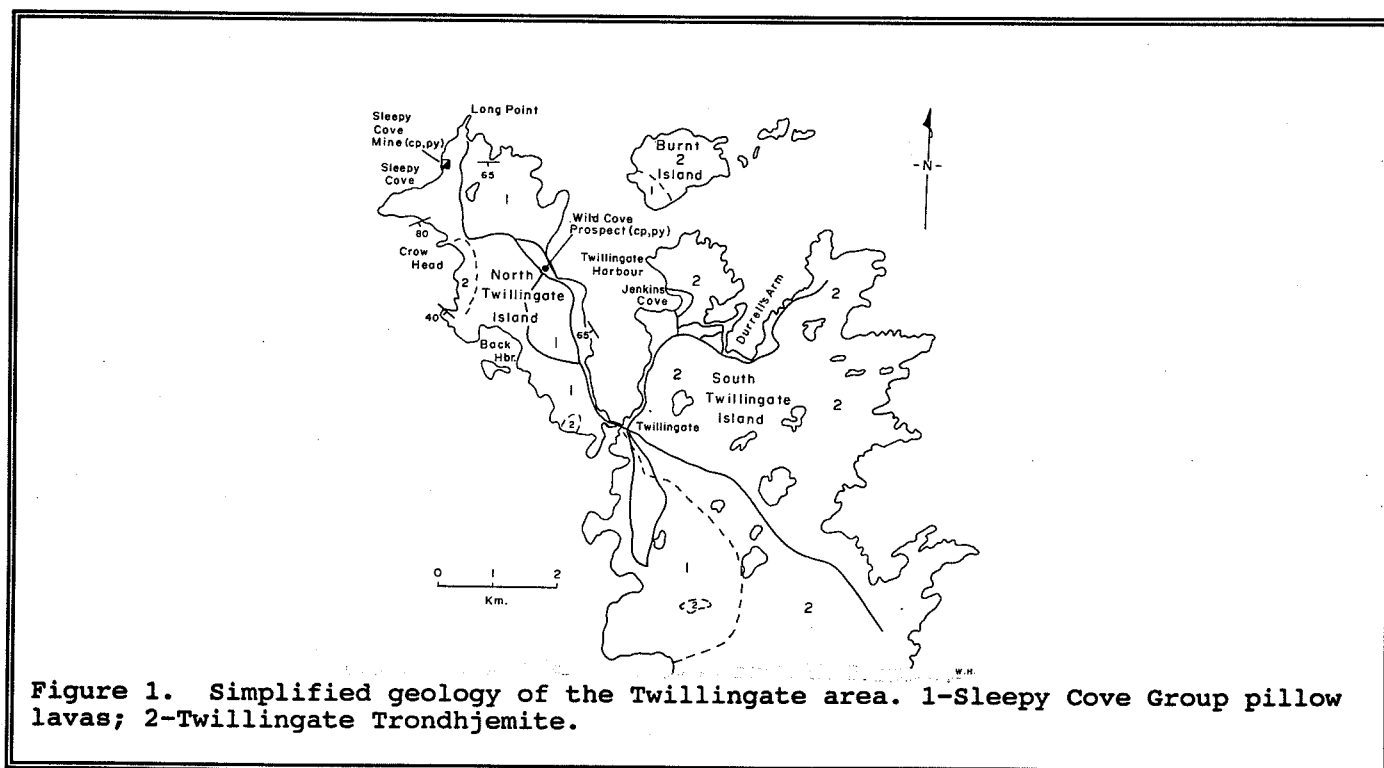 Long Point
Sleepy
Cove
Mine (cp,py)
Sleepy
Cove
65
1
Burnt
2
Island
1
-N-
80
Crow
Head
2
40
Wild Cove
Prospect (cp,py)
North
Twillingate
Island
1
65
Twillingate
Harbour
Jenkins
Cove
2
Durrell's Arm
2
Back
Hbr.
1
2
2
South
Twillingate
Island
2
Twillingate
1
2
2
0 1 2
Km.
W.H.
Figure 1. Simplified geology of the Twillingate area. 1-Sleepy Cove Group pillow
lavas; 2-Twillingate Trondhjemite.